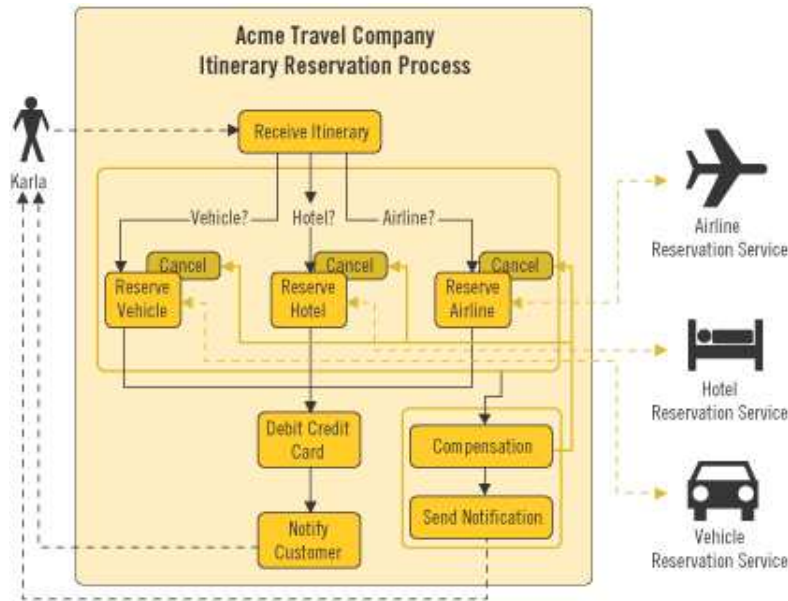 Acme Travel Company
Itinerary Reservation Process
Receive Itinerary
Karla
Vehicle?
Hotel?
Airline?
Cancel
Reserve
Vehicle
Cancel
Reserve
Hotel
Cancel
Reserve
Airline
Debit Credit
Card
Notify
Customer
Compensation
Send Notification
Airline
Reservation Service
Hotel
Reservation Service
Vehicle
Reservation Service